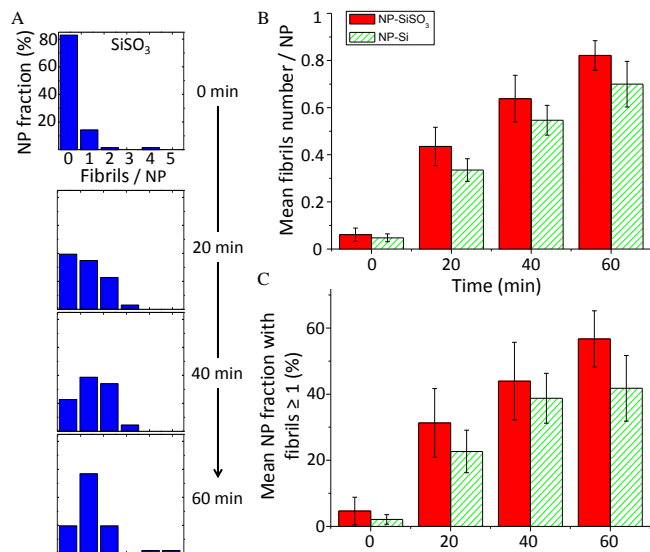 A
SiSO₃
NP fraction (%)
80
60
40
20
0 1 2 3 4 5
Fibrils / NP
0 min
20 min
40 min
60 min
B
NP-SiSO₃
NP-Si
Mean fibrils number / NP
1
0.8
0.6
0.4
0.2
0
0 20 40 60
Time (min)
C
Mean NP fraction with
fibrils ≥ 1 (%)
60
40
20
0
0 20 40 60